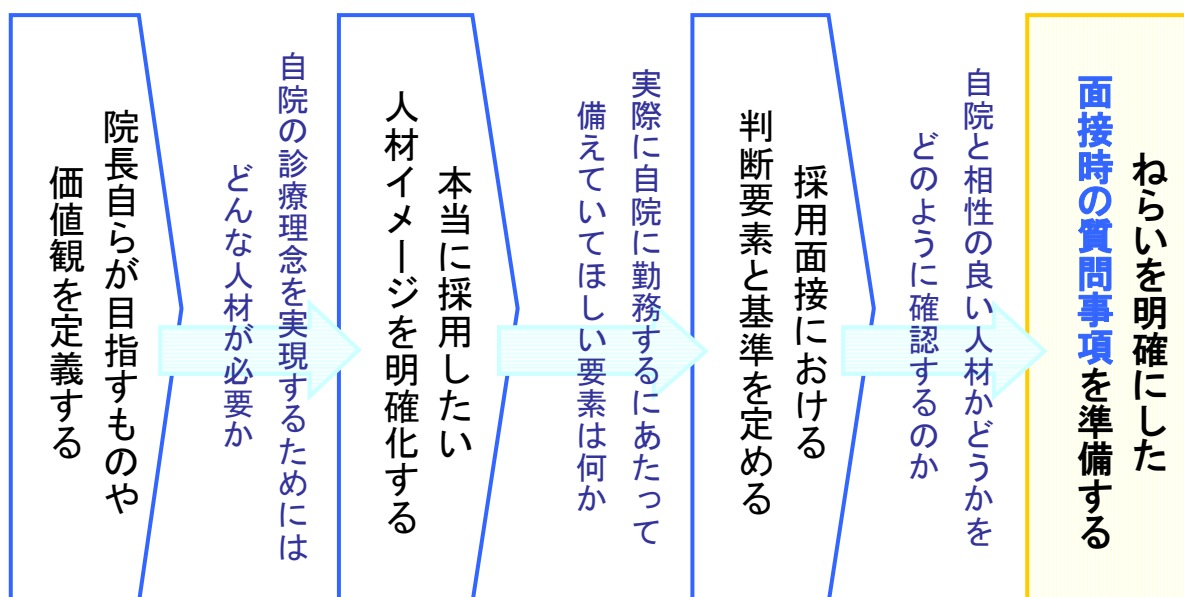 院長自らが目指すものや
価値観を定義する
自院の診療理念を実現するためには
どんな人材が必要か
本当に採用したい
人材イメージを明確化する
実際に自院に勤務するにあたって
備えていてほしい要素は何か
採用面接における
判断要素と基準を定める
自院と相性の良い人材かどうかを
どのように確認するのか
ねらいを明確にした
面接時の質問事項を準備する